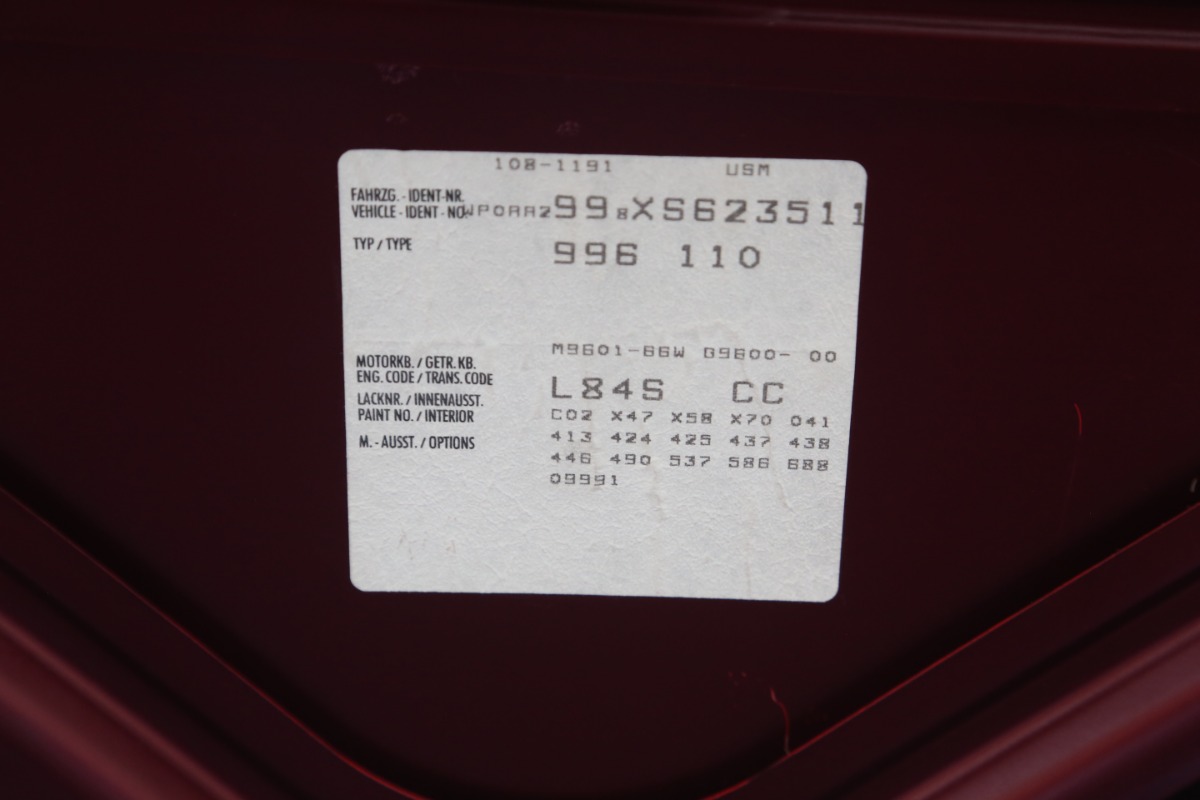 108-1191 USM
FAHRZG.-IDENT-NR.
VEHICLE-IDENT-NO. WP0AA2998XS623511
TYP/TYPE 996 110
MOTORKB./GETR.KB. M9601-66W G9600- 00
ENG.CODE/TRANS.CODE
LACKNR./INNENAUSST. L84S CC
PAINT NO./INTERIOR C02 X47 X58 X70 041
M.-AUSST./OPTIONS 413 424 425 437 438
446 490 537 586 688
09991